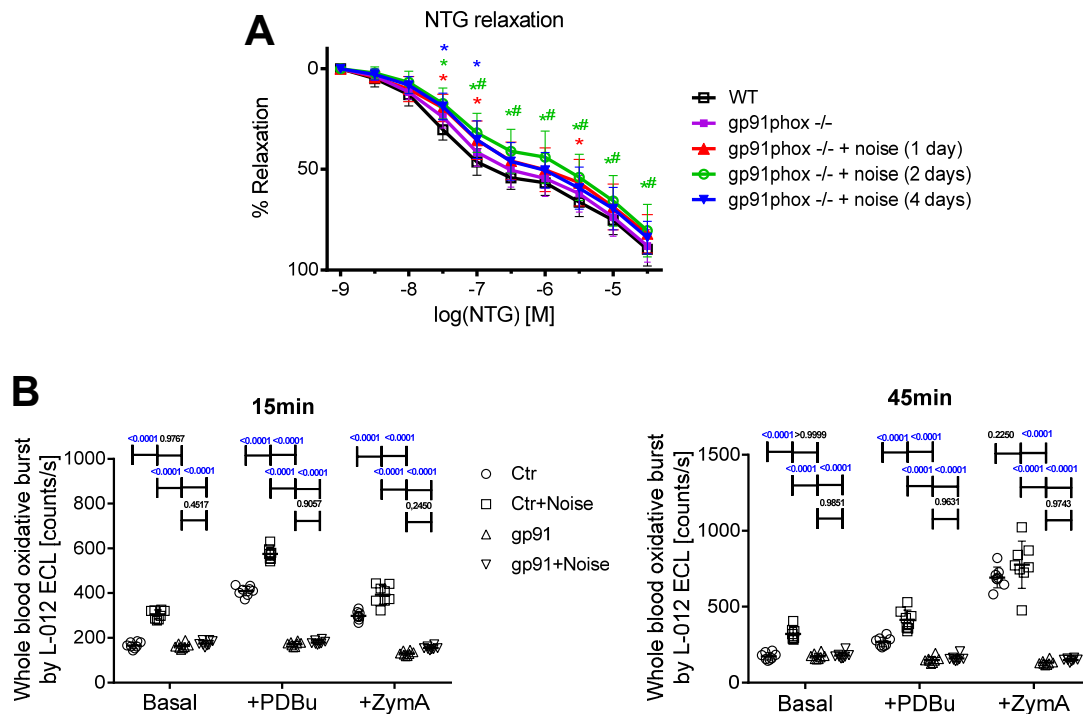 A
NTG relaxation
% Relaxation
0
50
100
* *
* *#
* *
*# *# *# *# *#
*
-9 -8 -7 -6 -5
log(NTG) [M]
WT
gp91phox -/-
gp91phox -/- + noise (1 day)
gp91phox -/- + noise (2 days)
gp91phox -/- + noise (4 days)
B
15min
Whole blood oxidative burst
by L-012 ECL [counts/s]
<0.0001 0.9767 <0.0001 <0.0001 <0.0001 <0.0001
<0.0001 <0.0001 <0.0001 <0.0001 <0.0001 <0.0001
0.4517 0.9057 0,2450
1000
800
600
400
200
0
Basal +PDBu +ZymA
Ctr
Ctr+Noise
gp91
gp91+Noise
45min
Whole blood oxidative burst
by L-012 ECL [counts/s]
<0.0001 >0.9999 <0.0001 <0.0001 0.2250 <0.0001
<0.0001 <0.0001 <0.0001 <0.0001 <0.0001 <0.0001
0.9851 0.9631 0.9743
1500
1000
500
0
Basal +PDBu +ZymA